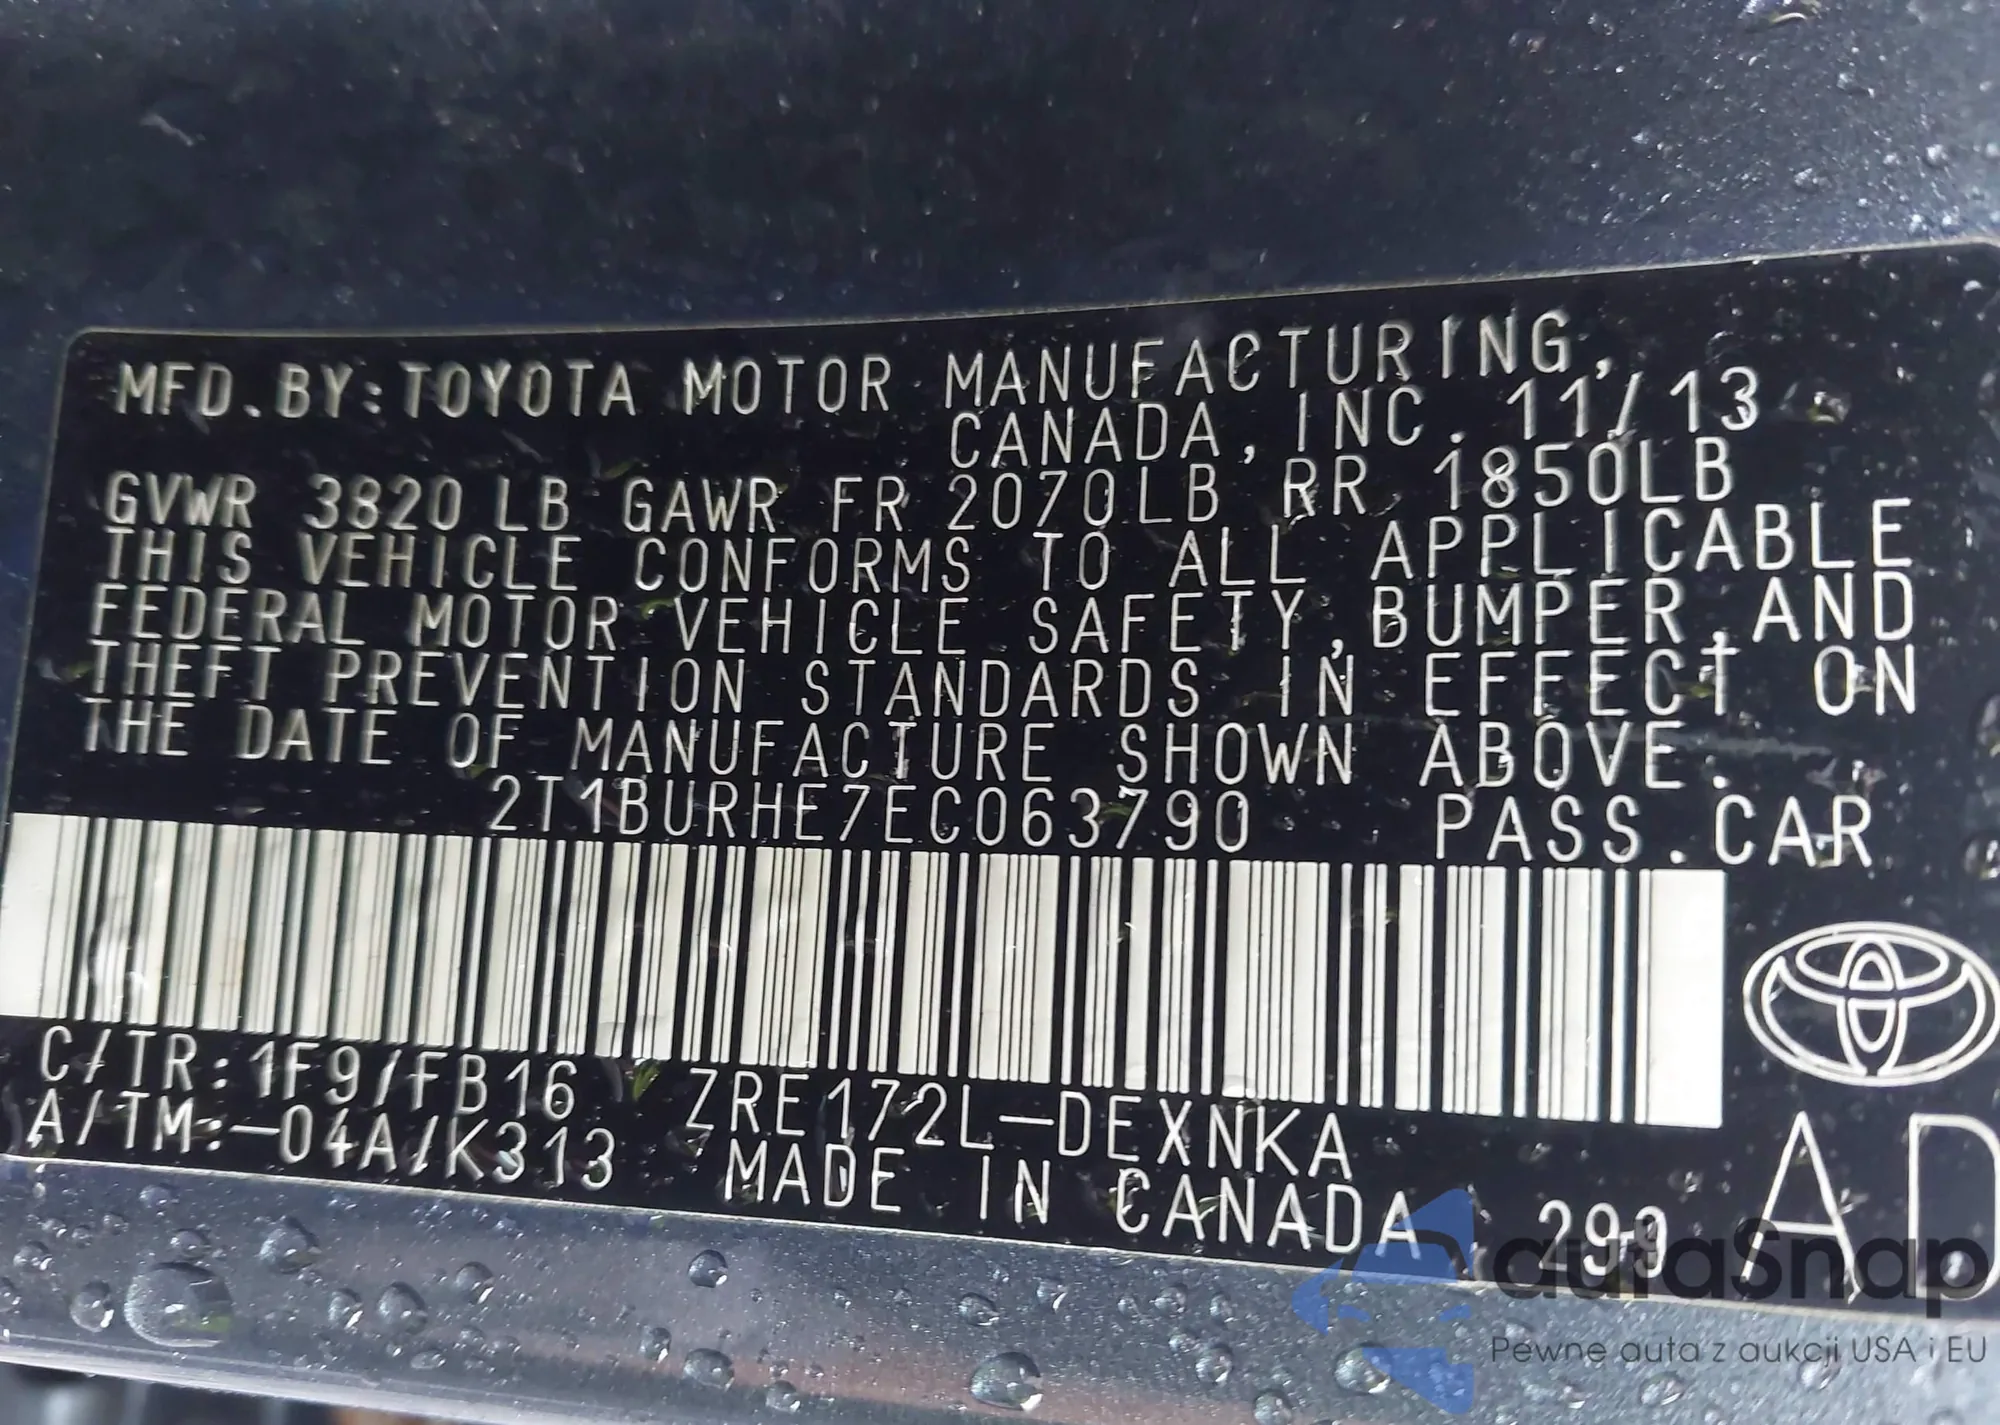 MFD.BY:TOYOTA MOTOR MANUFACTURING,
CANADA,INC. 11/13
GVWR 3820 LB GAWR FR 2070LB RR 1850LB
THIS VEHICLE CONFORMS TO ALL APPLICABLE
FEDERAL MOTOR VEHICLE SAFETY,BUMPER,AND
THEFT PREVENTION STANDARDS IN EFFECT ON
THE DATE OF MANUFACTURE SHOWN ABOVE.
2T1BURHE7EC063790 PASS.CAR
C/TR:1F9/FB16 ZRE172L-DEXNKA
A/TM:-04A/K313 MADE IN CANADA 299
AD
auraSnap
Pewne auta z aukcji USA i EU